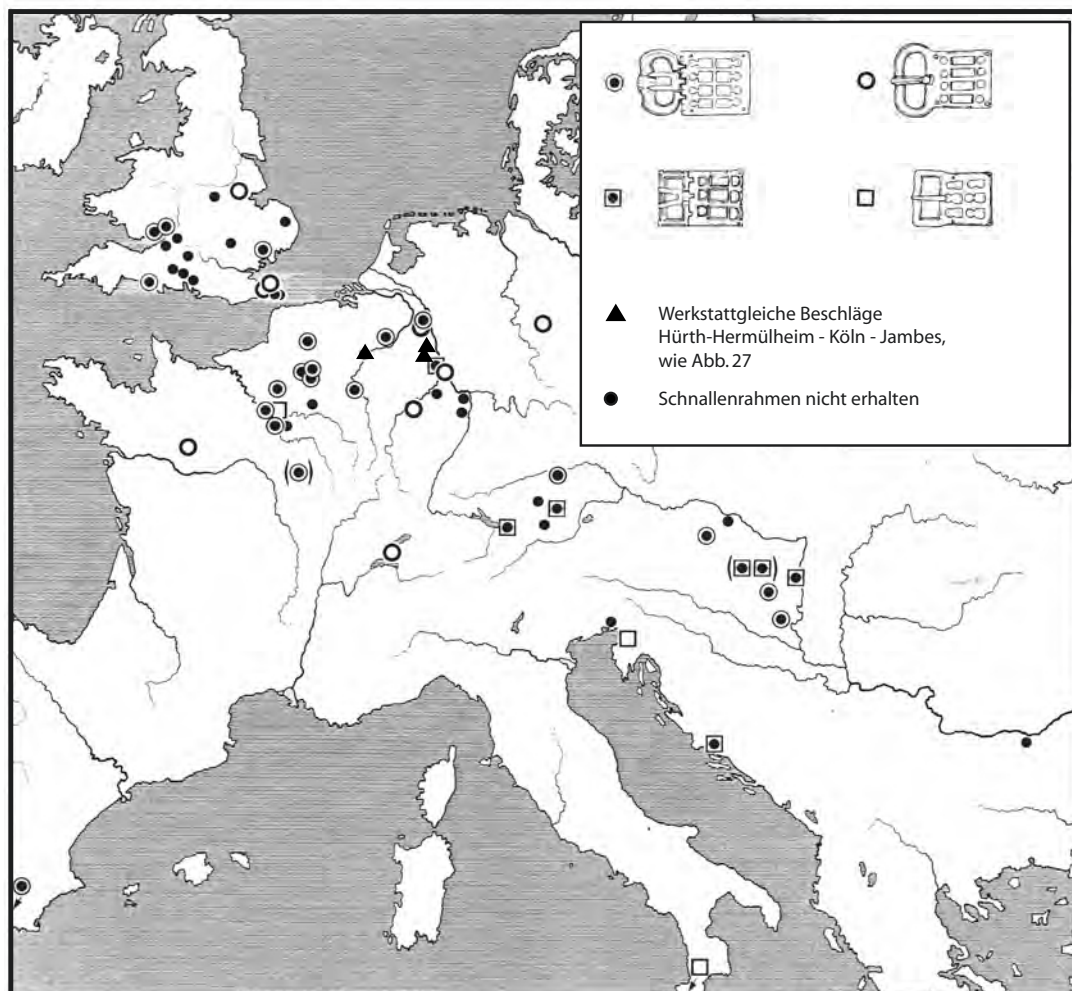 Werkstattgleiche Beschläge
Hürth-Hermülheim - Köln - Jambes,
wie Abb. 27
Schnallenrahmen nicht erhalten